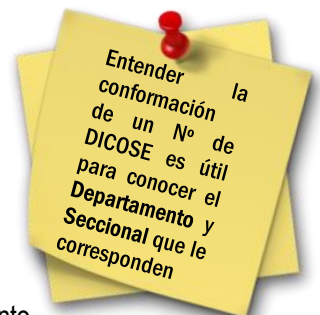 Entender la
conformación
de un Nº de
DICOSE es útil
para conocer el
Departamento y
Seccional que le
corresponden